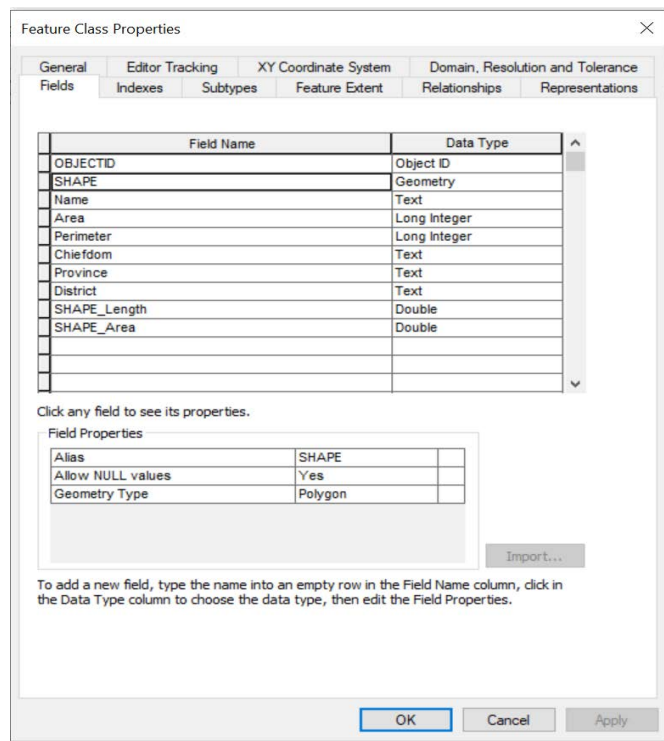 Feature Class Properties
General Editor Tracking XY Coordinate System Domain, Resolution and Tolerance
Fields Indexes Subtypes Feature Extent Relationships Representations
Field Name Data Type
OBJECTID Object ID
SHAPE Geometry
Name Text
Area Long Integer
Perimeter Long Integer
Chiefdom Text
Province Text
District Text
SHAPE_Length Double
SHAPE_Area Double
Click any field to see its properties.
Field Properties
Alias SHAPE
Allow NULL values Yes
Geometry Type Polygon
Import...
To add a new field, type the name into an empty row in the Field Name column, click in
the Data Type column to choose the data type, then edit the Field Properties.
OK Cancel Apply